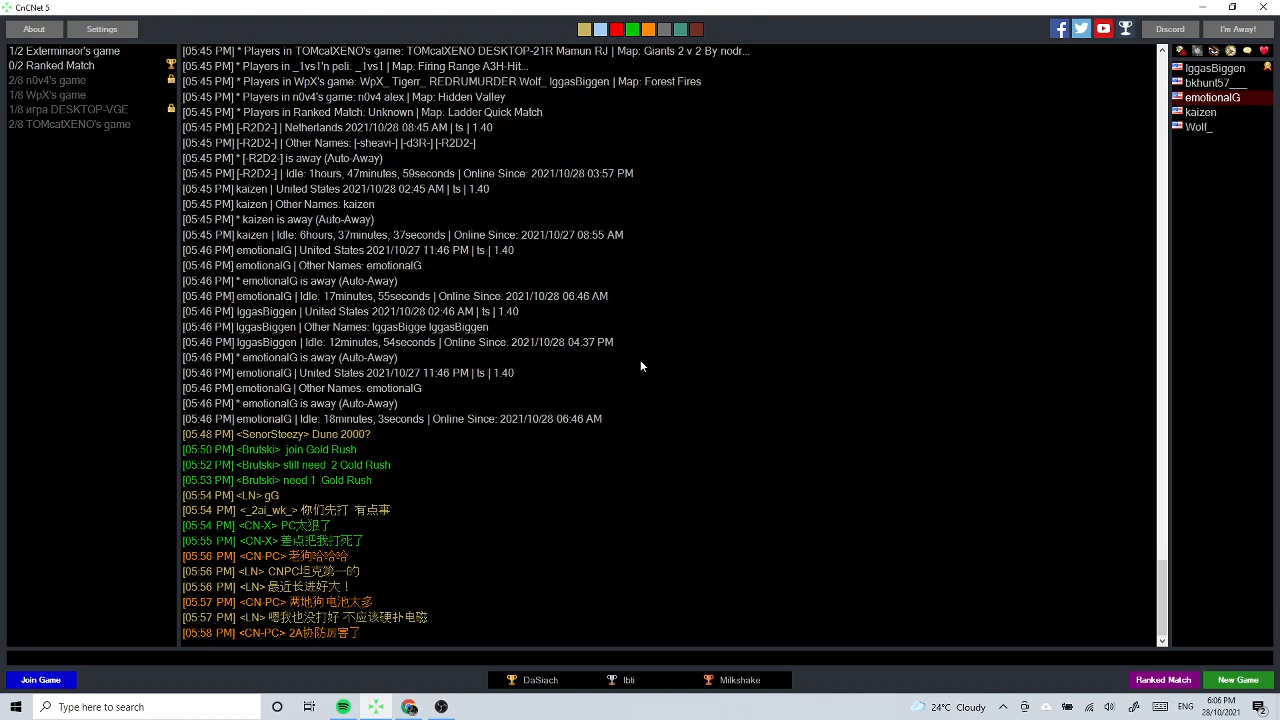 CnCNet 5
About
Settings
Discord
I'm Away!
1/2 Exterminaor's game
0/2 Ranked Match
2/8 n0v4's game
1/8 WpX's game
1/8 игра DESKTOP-VGE
2/8 TOMcatXENO's game
[05:45 PM] * Players in TOMcatXENO's game: TOMcatXENO DESKTOP-21R Mamun RJ | Map: Giants 2 v 2 By nodr...
[05:45 PM] * Players in _1vs1'n peli: _1vs1 | Map: Firing Range A3H-Hit...
[05:45 PM] * Players in WpX's game: WpX_ Tigerr_ REDRUMURDER Wolf_ IggasBiggen | Map: Forest Fires
[05:45 PM] * Players in n0v4's game: n0v4 alex | Map: Hidden Valley
[05:45 PM] * Players in Ranked Match: Unknown | Map: Ladder Quick Match
[05:45 PM] [-R2D2-] | Netherlands 2021/10/28 08:45 AM | ts | 1.40
[05:45 PM] [-R2D2-] | Other Names: [-sheavi-] [-d3R-] [-R2D2-]
[05:45 PM] * [-R2D2-] is away (Auto-Away)
[05:45 PM] [-R2D2-] | Idle: 1hours, 47minutes, 59seconds | Online Since: 2021/10/28 03:57 PM
[05:45 PM] kaizen | United States 2021/10/28 02:45 AM | ts | 1.40
[05:45 PM] kaizen | Other Names: kaizen
[05:45 PM] * kaizen is away (Auto-Away)
[05:45 PM] kaizen | Idle: 6hours, 37minutes, 37seconds | Online Since: 2021/10/27 08:55 AM
[05:46 PM] emotionalG | United States 2021/10/27 11:46 PM | ts | 1.40
[05:46 PM] emotionalG | Other Names: emotionalG
[05:46 PM] * emotionalG is away (Auto-Away)
[05:46 PM] emotionalG | Idle: 17minutes, 55seconds | Online Since: 2021/10/28 06:46 AM
[05:46 PM] IggasBiggen | United States 2021/10/28 02:46 AM | ts | 1.40
[05:46 PM] IggasBiggen | Other Names: IggasBigge IggasBiggen
[05:46 PM] IggasBiggen | Idle: 12minutes, 54seconds | Online Since: 2021/10/28 04:37 PM
[05:46 PM] * emotionalG is away (Auto-Away)
[05:46 PM] emotionalG | United States 2021/10/27 11:46 PM | ts | 1.40
[05:46 PM] emotionalG | Other Names: emotionalG
[05:46 PM] * emotionalG is away (Auto-Away)
[05:46 PM] emotionalG | Idle: 18minutes, 3seconds | Online Since: 2021/10/28 06:46 AM
[05:48 PM] <SenorSteezy> Dune 2000?
[05:50 PM] <Brutski> join Gold Rush
[05:52 PM] <Brutski> still need 2 Gold Rush
[05:53 PM] <Brutski> need 1 Gold Rush
[05:54 PM] <LN> gG
[05:54 PM] <_2ai_wk_> 你们先打 有点事
[05:54 PM] <CN-X> PC太狠了
[05:55 PM] <CN-X> 差点把我打死了
[05:56 PM] <CN-PC> 老狗哈哈哈
[05:56 PM] <LN> CNPC坦克第一的
[05:56 PM] <LN> 最近长进好大！
[05:57 PM] <CN-PC> 两地狗 电池太多
[05:57 PM] <LN> 嗯我也没打好 不应该硬扑电磁
[05:58 PM] <CN-PC> 2A协防厉害了
IggasBiggen
bkhunt57___
emotionalG
kaizen
Wolf_
Join Game
DaSiach
Ibti
Milkshake
Ranked Match
New Game
Type here to search
24°C Cloudy
ENG
6:06 PM
28/10/2021
2